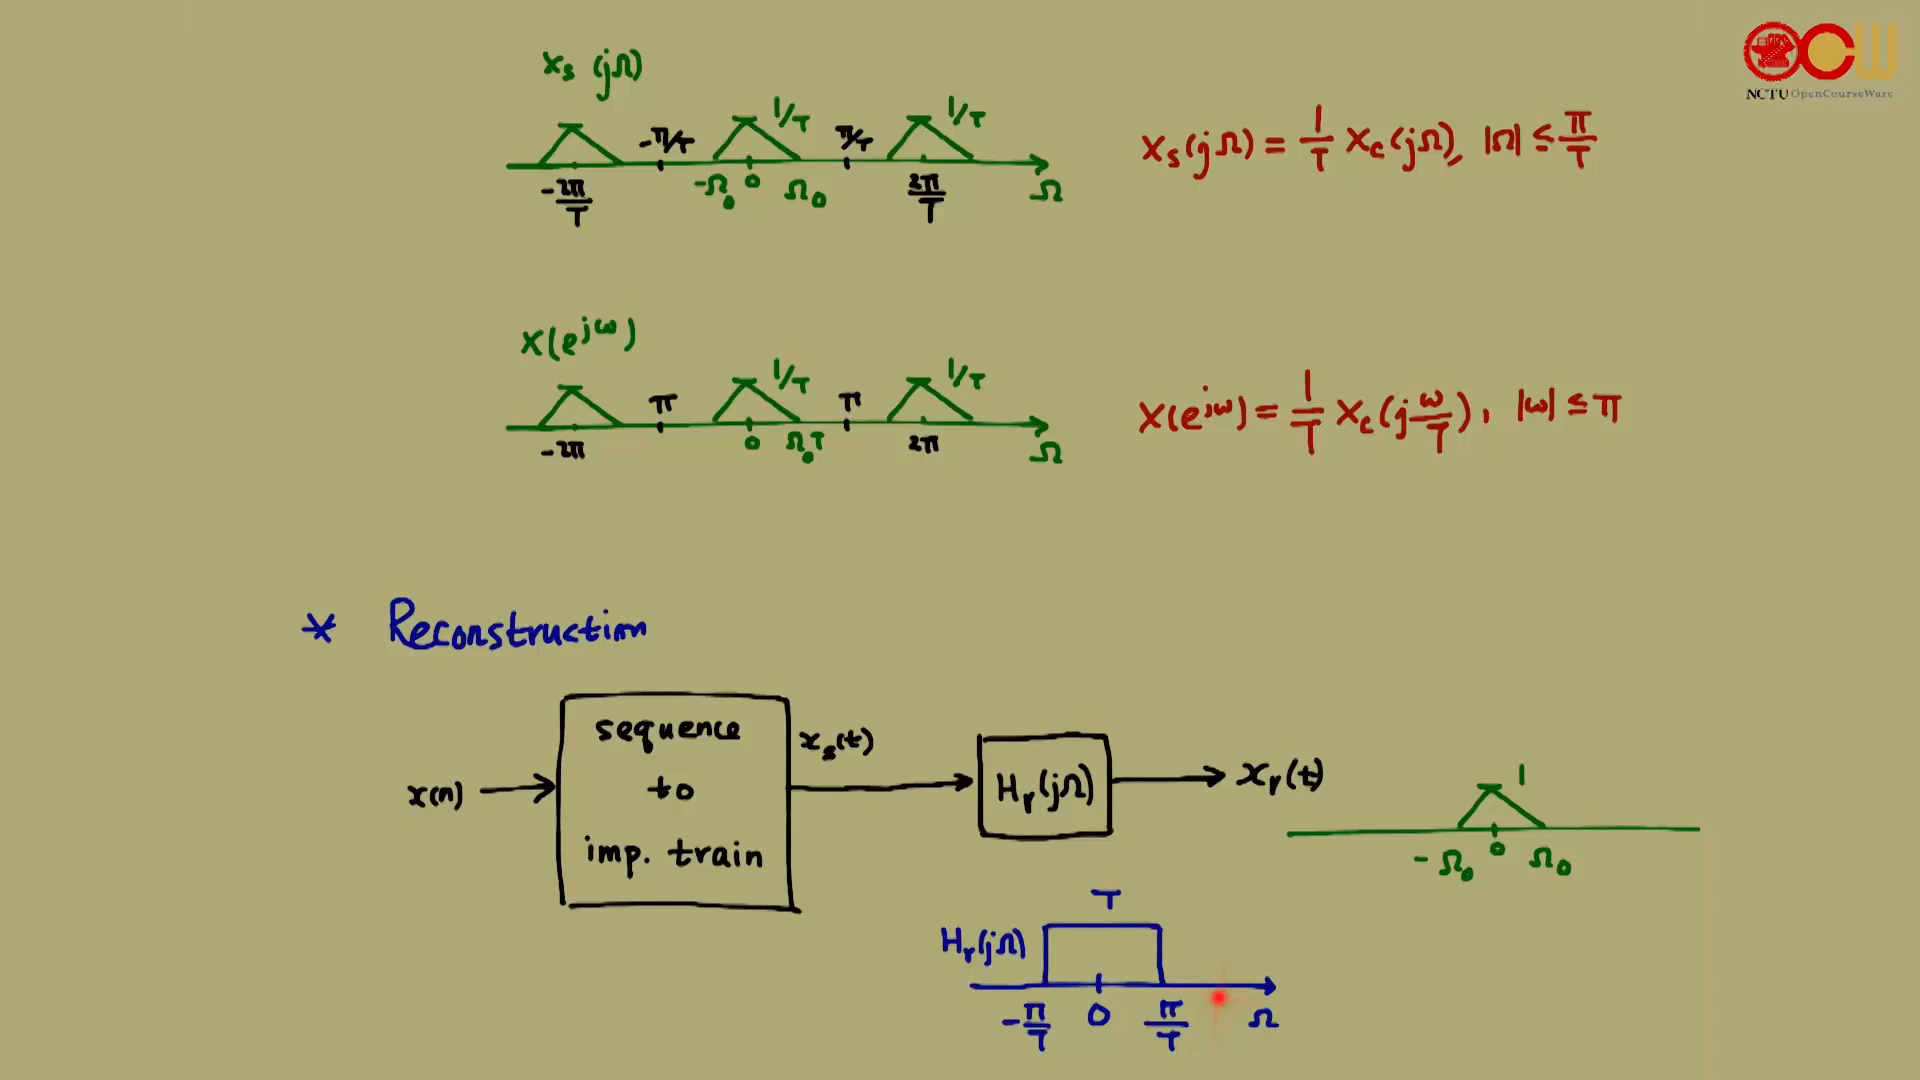 OCW
NCTU OpenCourseWare
Xs (jΩ)
1/T 1/T
-π/T π/T
-2π/T -Ω₀ 0 Ω₀ 2π/T Ω
Xs(jΩ) = 1/T Xc(jΩ), |Ω| ≤ π/T
X(e^jω)
1/T 1/T
π π
-2π 0 Ω₀T 2π Ω
X(e^jω) = 1/T Xc(j ω/T), |ω| ≤ π
* Reconstruction
x(n)
sequence
to
imp. train
xs(t)
Hr(jΩ)
xr(t)
1
-Ω₀ 0 Ω₀
T
Hr(jΩ)
-π/T 0 π/T Ω